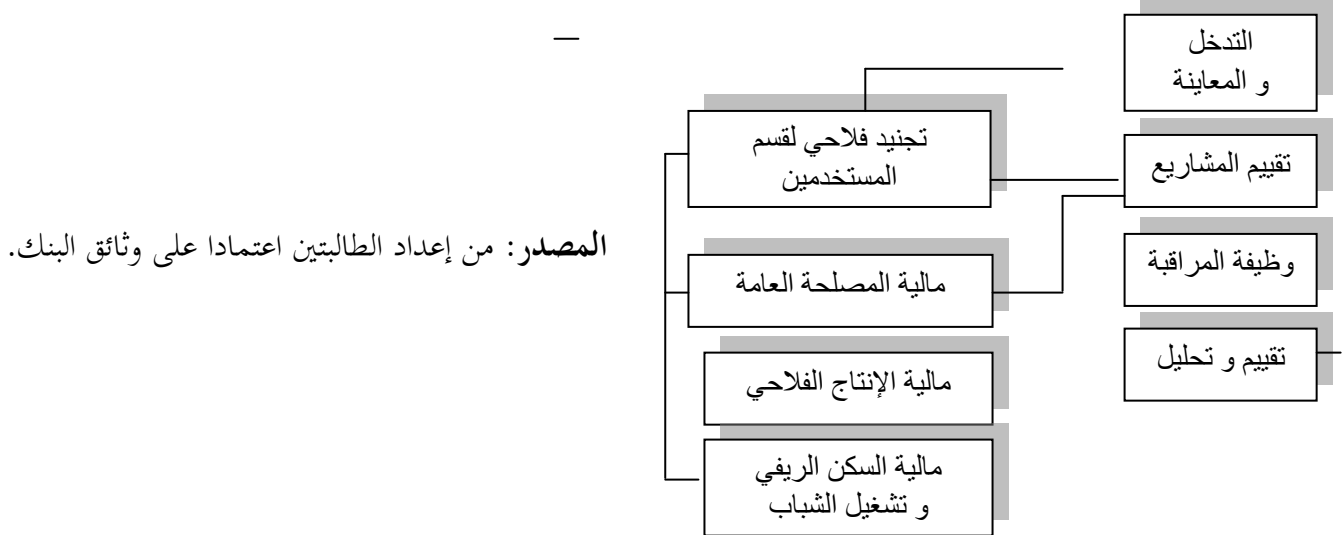 التدخل
و المعاينة
تقييم المشاريع
وظيفة المراقبة
تقييم و تحليل
تجنيد فلاحي لقسم
المستخدمين
مالية المصلحة العامة
مالية الإنتاج الفلاحي
مالية السكن الريفي
و تشغيل الشباب
المصدر: من إعداد الطالبتين اعتمادا على وثائق البنك.